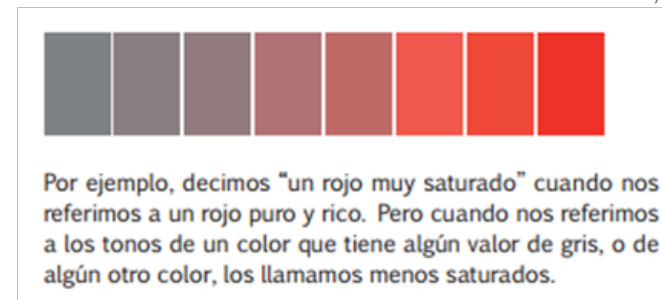 Por ejemplo, decimos “un rojo muy saturado” cuando nos
referimos a un rojo puro y rico. Pero cuando nos referimos
a los tonos de un color que tiene algún valor de gris, o de
algún otro color, los llamamos menos saturados.